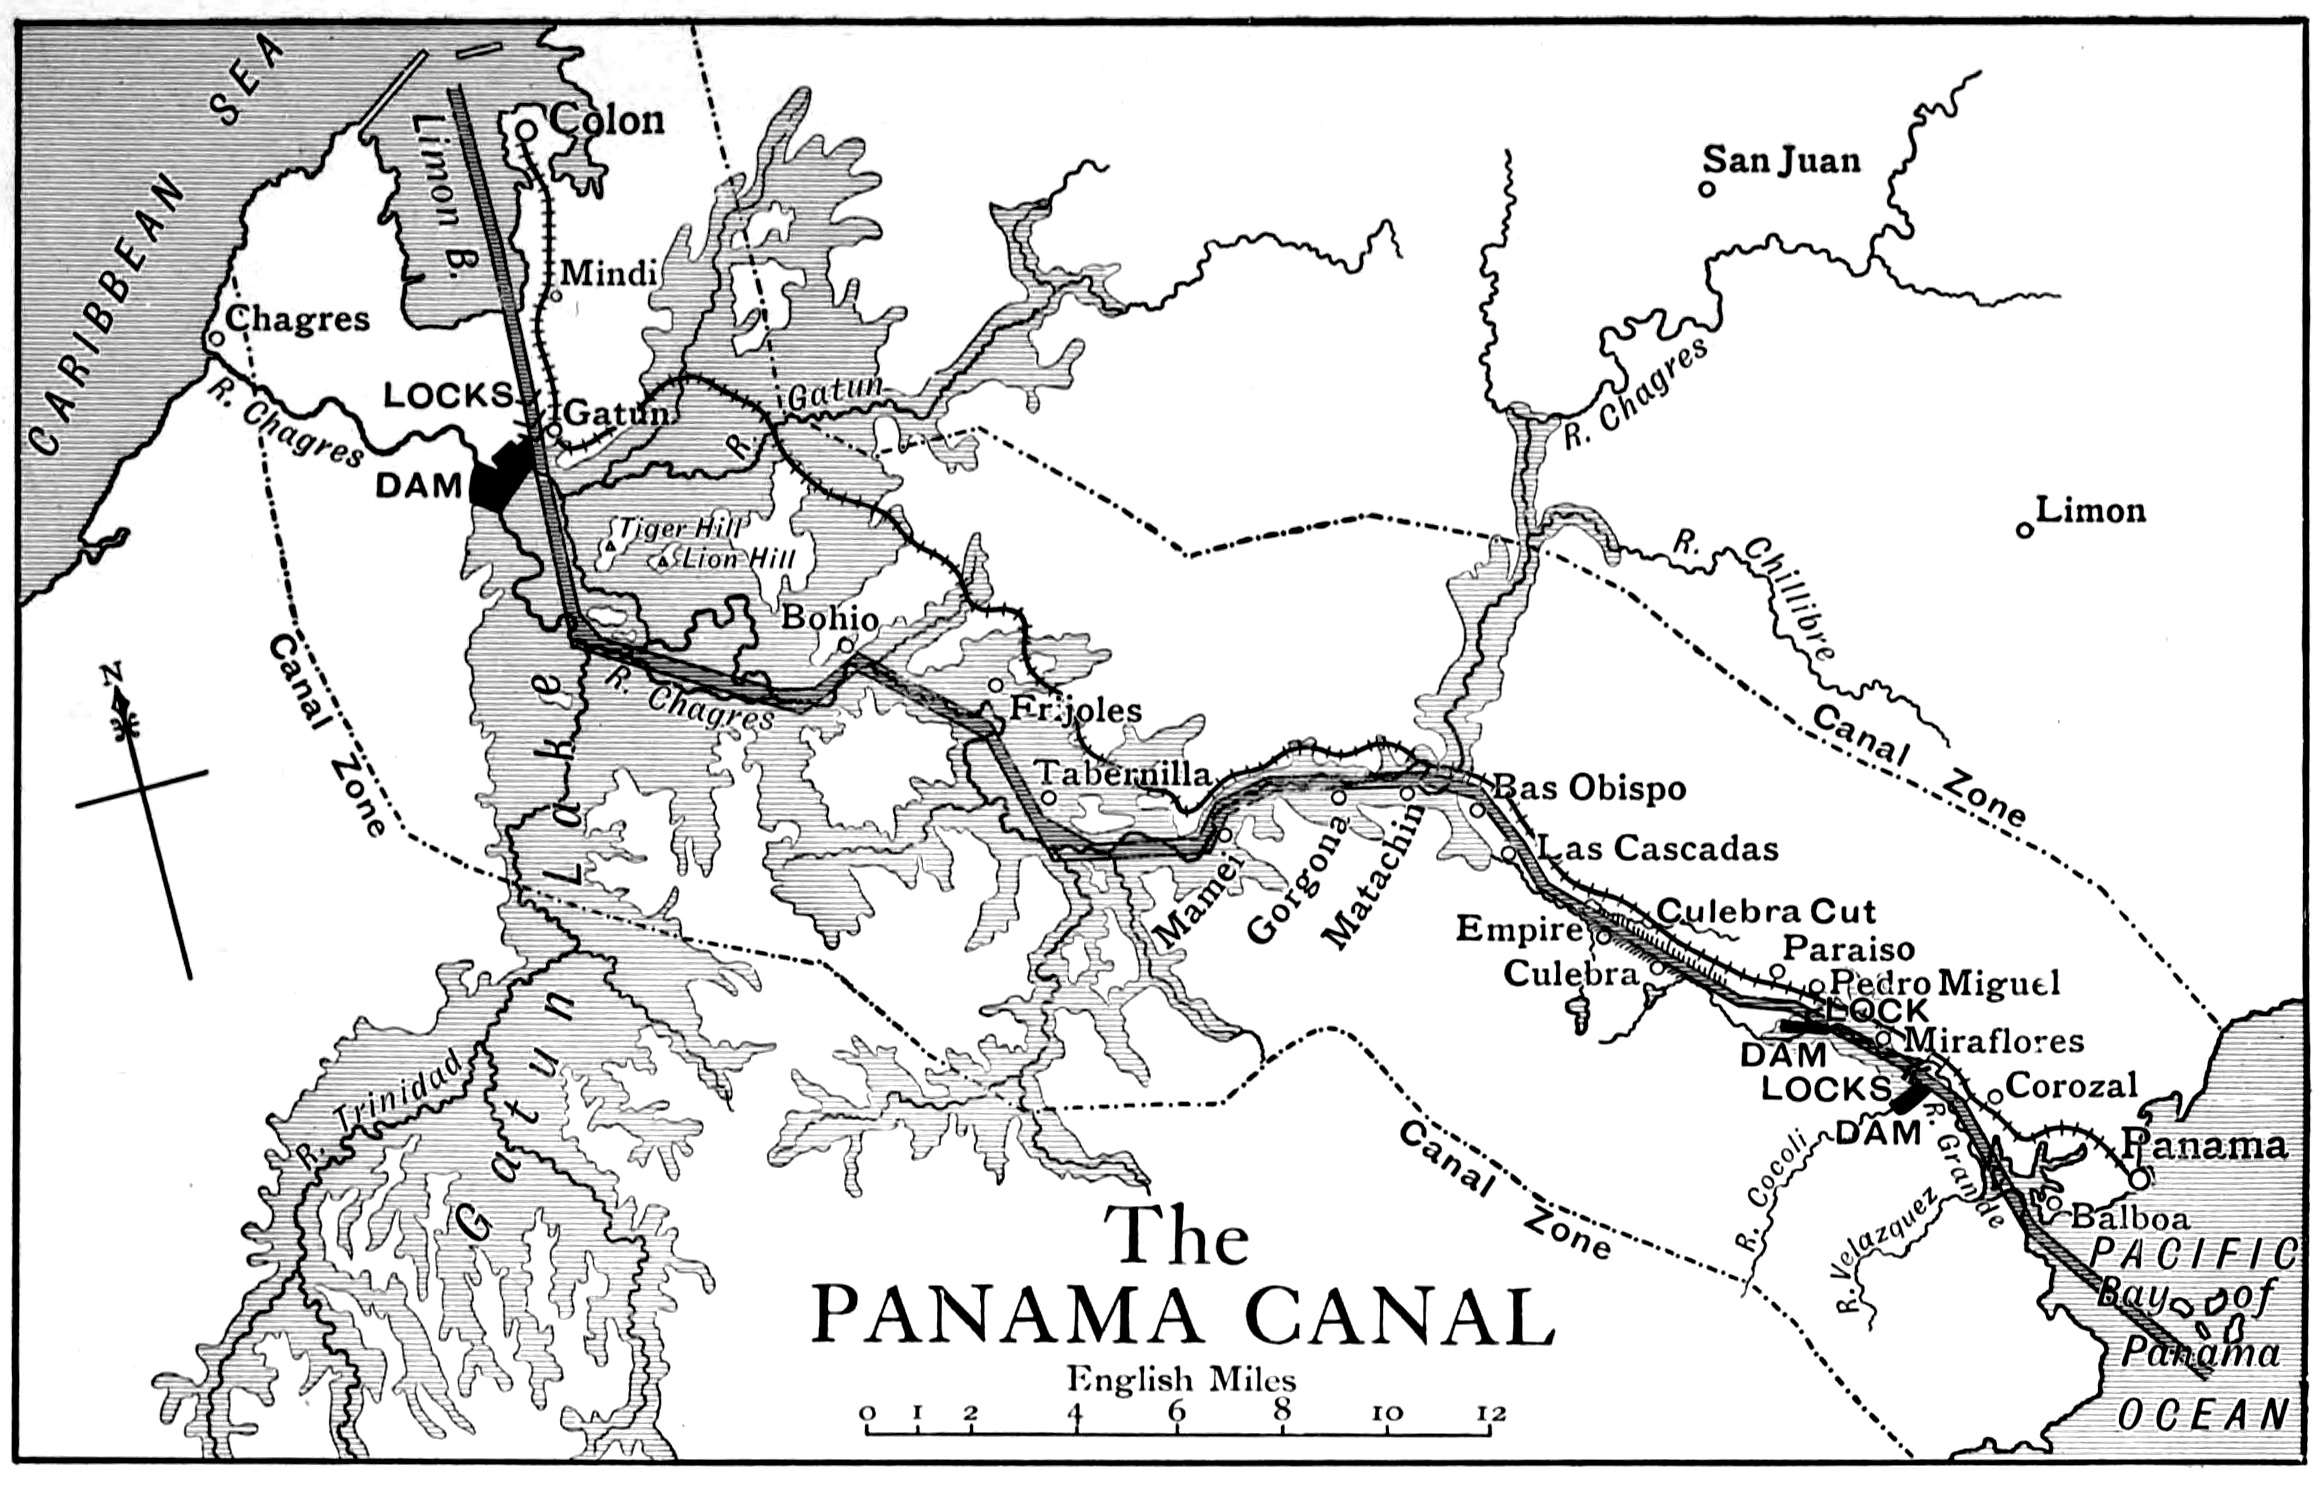 CARIBBEAN SEA
Limon B.
Colon
San Juan
Mindi
Chagres
R. Chagres
LOCKS
Gatun
R. Gatun
DAM
R. Chagres
Limon
Tiger Hill
Lion Hill
R. Chillibre
Bohio
N
Canal Zone
R. Chagres
Frijoles
Canal Zone
Tabernilla
Bas Obispo
Mamei
Gorgona
Matachin
Las Cascadas
Culebra Cut
Empire
Paraiso
Culebra
Pedro Miguel
LOCK
DAM
Miraflores
LOCKS
Corozal
DAM
Panama
R. Grande
R. Cocoli
R. Velazquez
Balboa
Gatun Lake
R. Trinidad
Canal Zone
PACIFIC
Bay of
Panama
OCEAN
The
PANAMA CANAL
English Miles
0 1 2 4 6 8 10 12